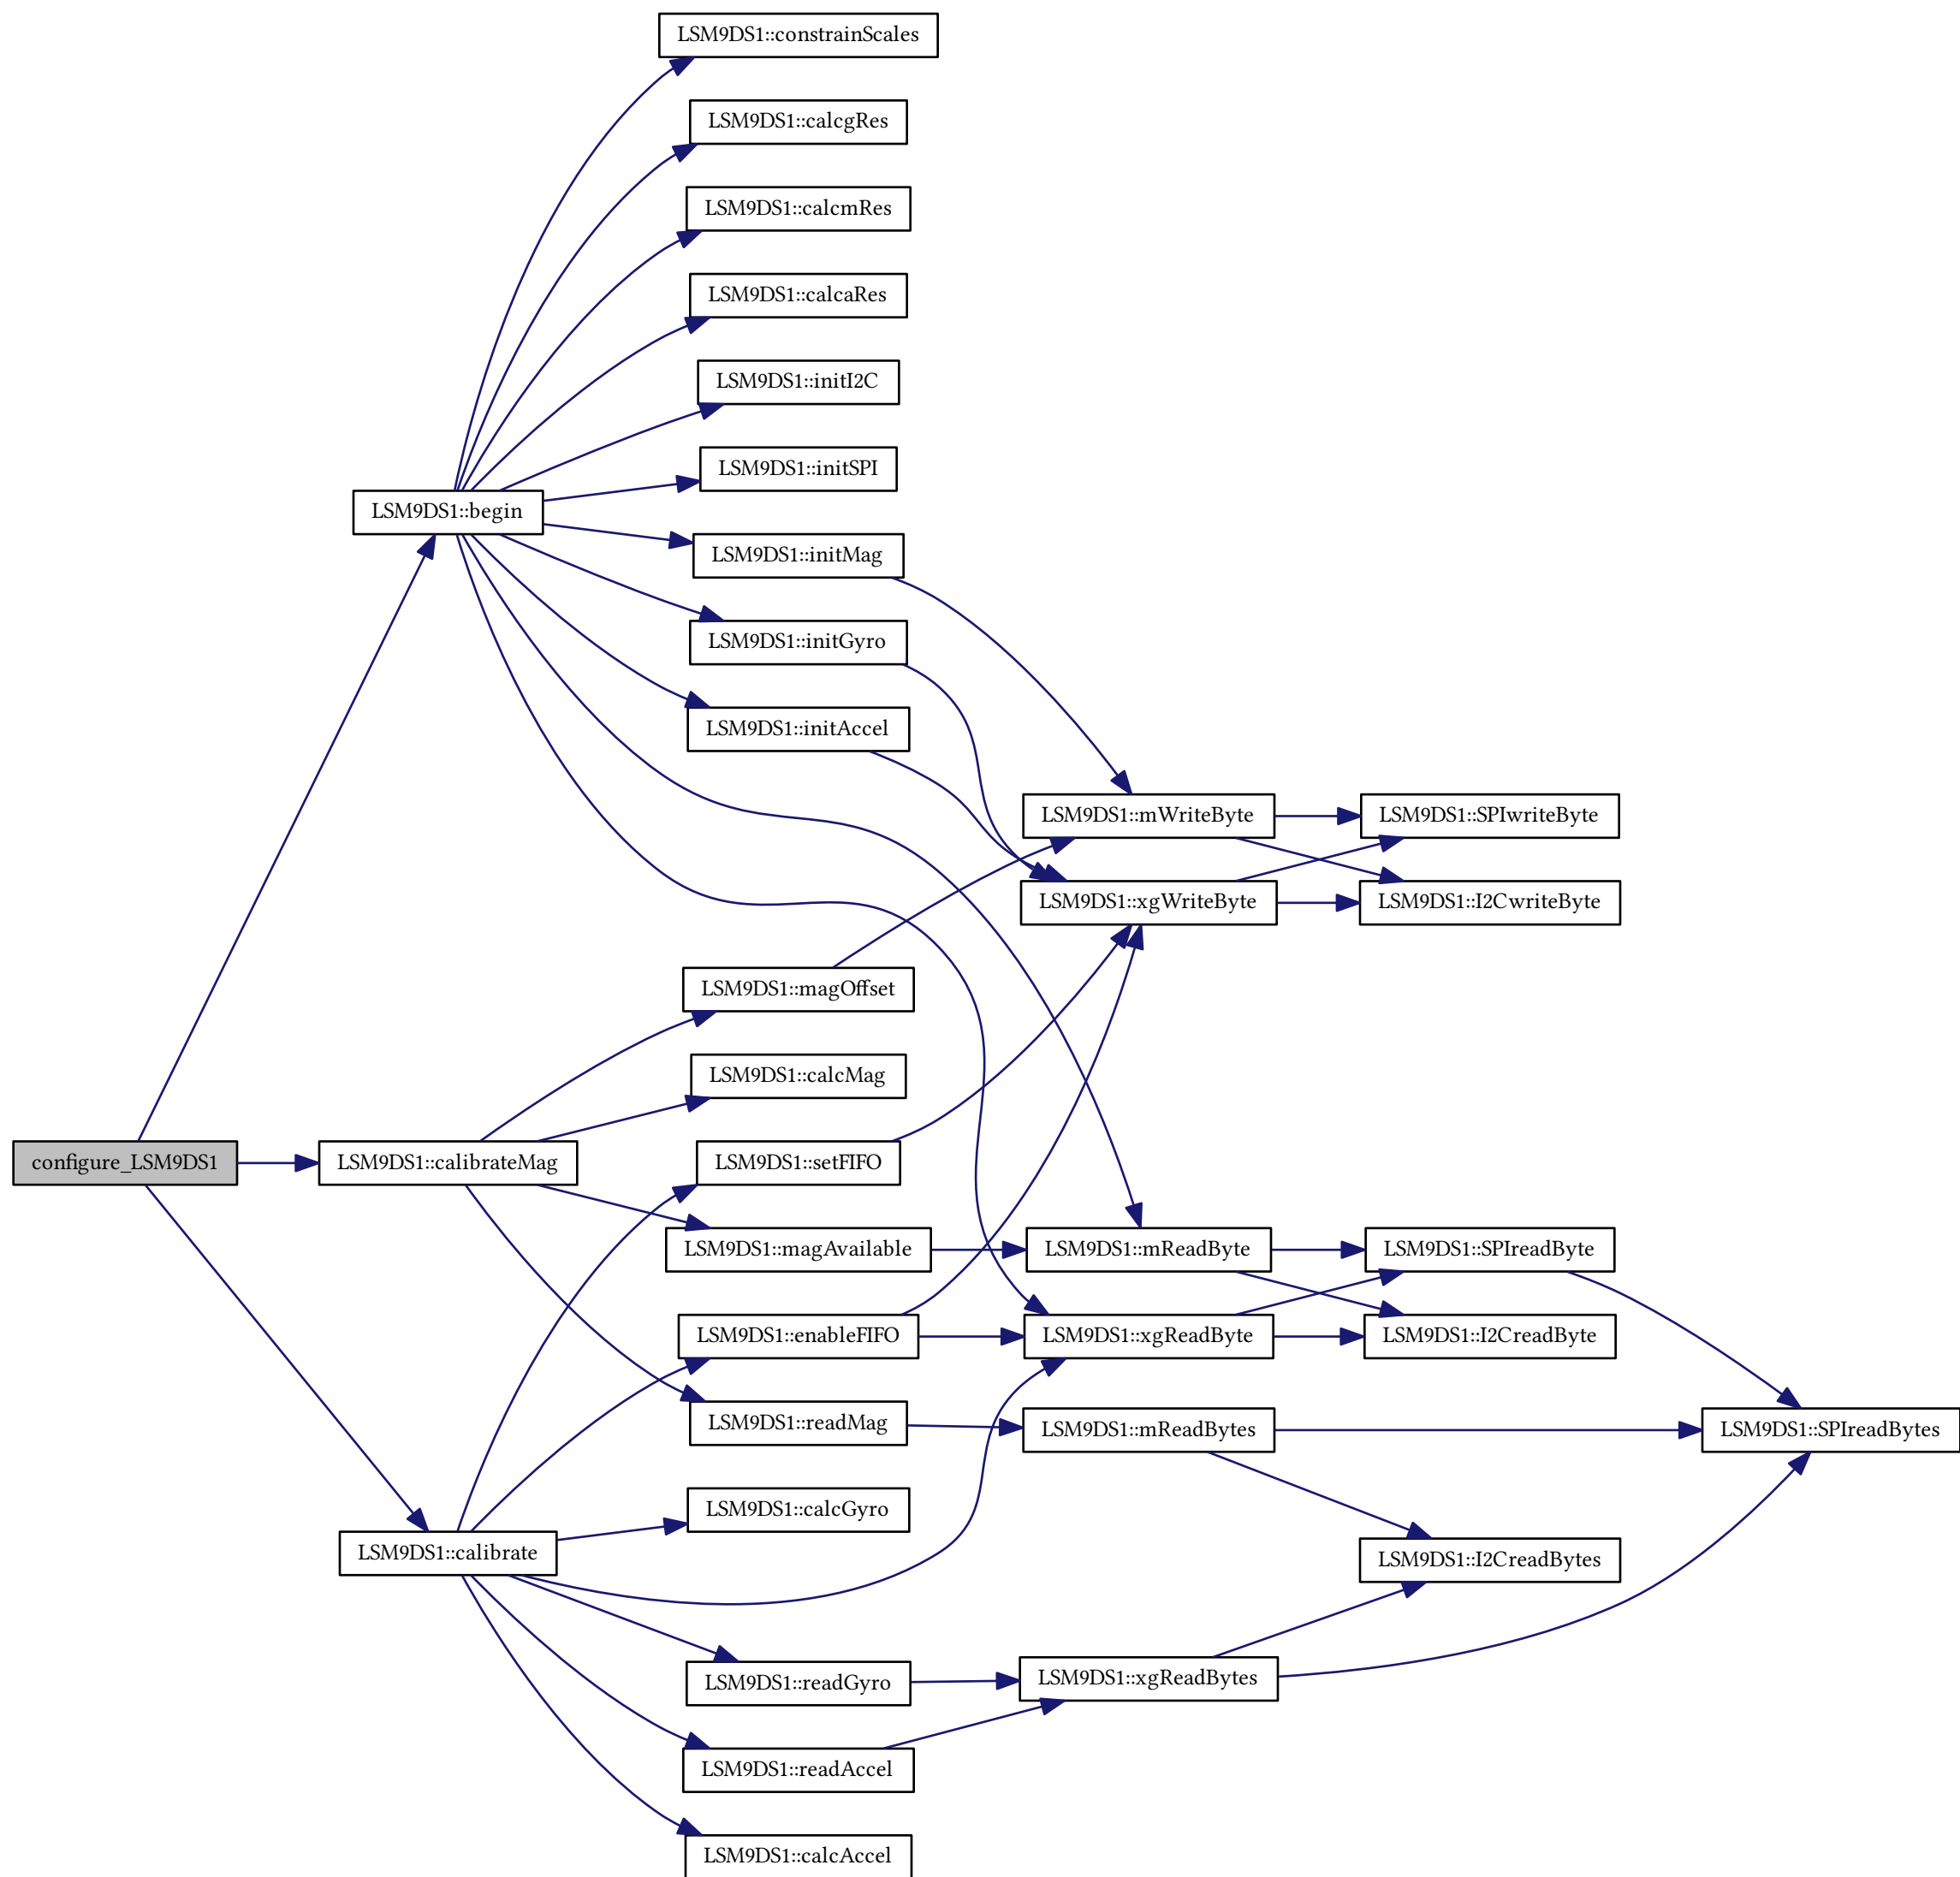 LSM9DS1::constrainScales
LSM9DS1::calcgRes
LSM9DS1::calcmRes
LSM9DS1::calcaRes
LSM9DS1::initI2C
LSM9DS1::initSPI
LSM9DS1::begin
LSM9DS1::initMag
LSM9DS1::initGyro
LSM9DS1::initAccel
LSM9DS1::mWriteByte
LSM9DS1::SPIwriteByte
LSM9DS1::xgWriteByte
LSM9DS1::I2CwriteByte
LSM9DS1::magOffset
LSM9DS1::calcMag
configure_LSM9DS1
LSM9DS1::calibrateMag
LSM9DS1::setFIFO
LSM9DS1::magAvailable
LSM9DS1::mReadByte
LSM9DS1::SPIreadByte
LSM9DS1::enableFIFO
LSM9DS1::xgReadByte
LSM9DS1::I2CreadByte
LSM9DS1::readMag
LSM9DS1::mReadBytes
LSM9DS1::SPIreadBytes
LSM9DS1::calcGyro
LSM9DS1::calibrate
LSM9DS1::I2CreadBytes
LSM9DS1::readGyro
LSM9DS1::xgReadBytes
LSM9DS1::readAccel
LSM9DS1::calcAccel